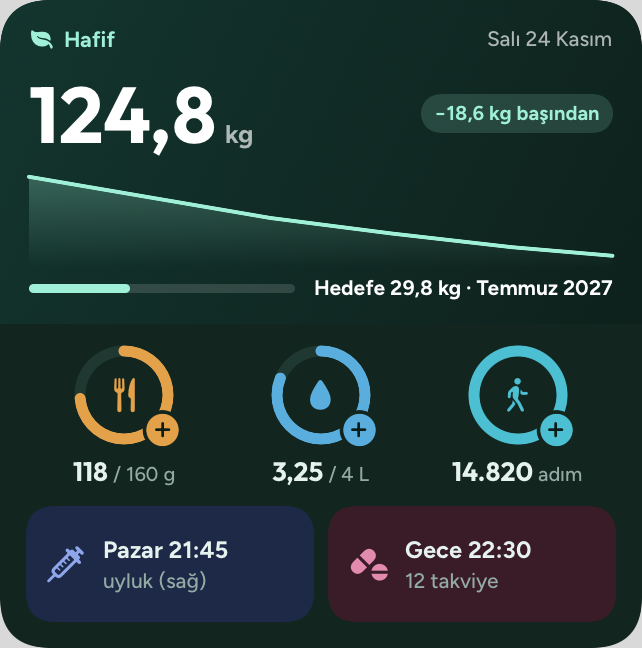 Hafif
Salı 24 Kasım
124,8 kg
−18,6 kg başından
Hedefe 29,8 kg · Temmuz 2027
118 / 160 g
3,25 / 4 L
14.820 adım
Pazar 21:45
uyluk (sağ)
Gece 22:30
12 takviye